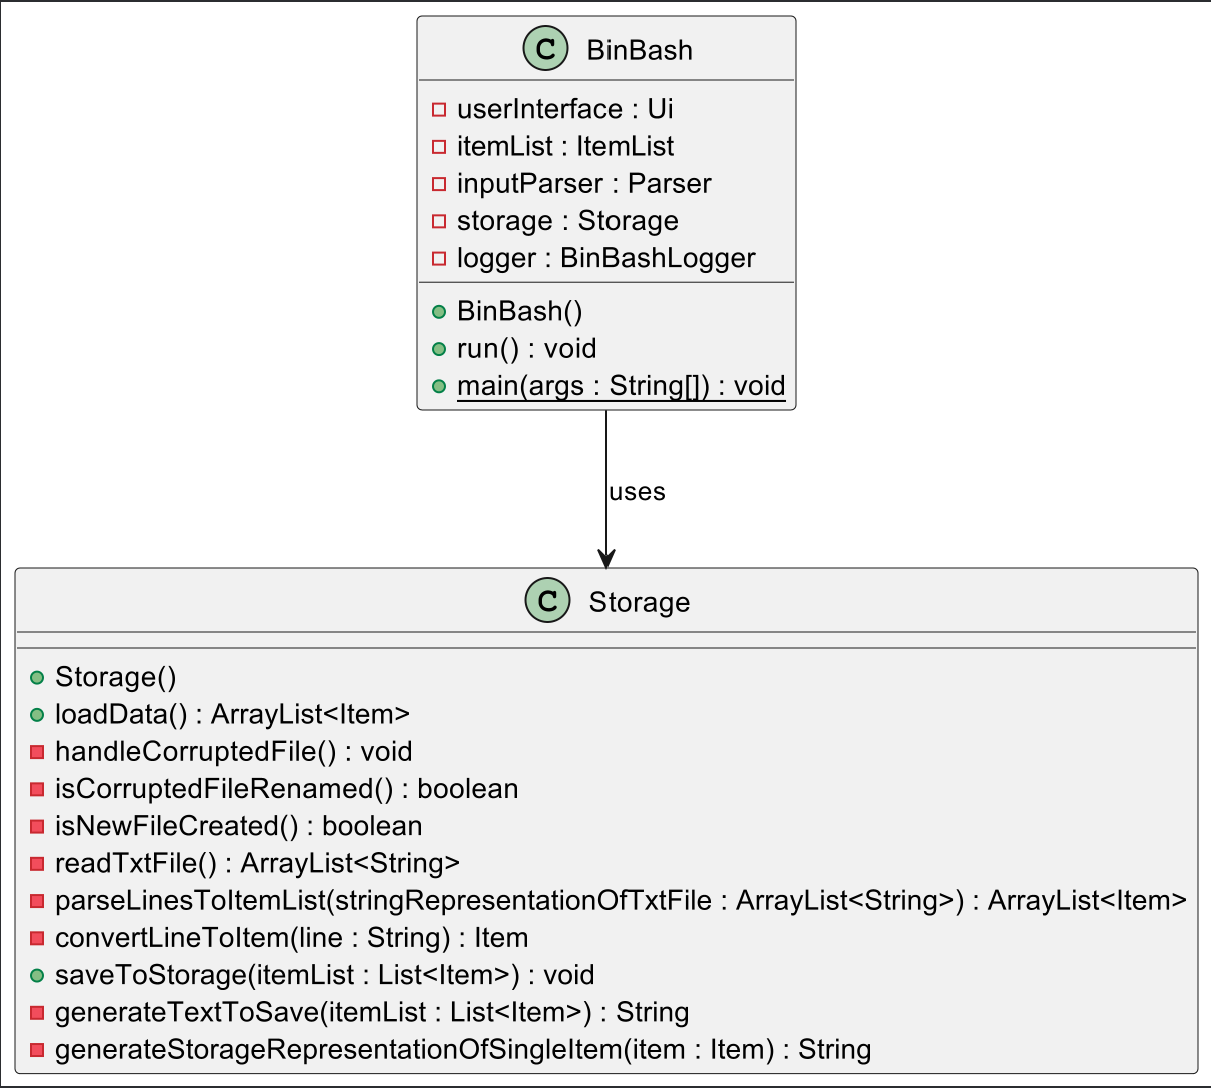 C BinBash
userInterface : Ui
itemList : ItemList
inputParser : Parser
storage : Storage
logger : BinBashLogger
BinBash()
run() : void
main(args : String[]) : void
uses
C Storage
Storage()
loadData() : ArrayList<Item>
handleCorruptedFile() : void
isCorruptedFileRenamed() : boolean
isNewFileCreated() : boolean
readTxtFile() : ArrayList<String>
parseLinesToItemList(stringRepresentationOfTxtFile : ArrayList<String>) : ArrayList<Item>
convertLineToItem(line : String) : Item
saveToStorage(itemList : List<Item>) : void
generateTextToSave(itemList : List<Item>) : String
generateStorageRepresentationOfSingleItem(item : Item) : String